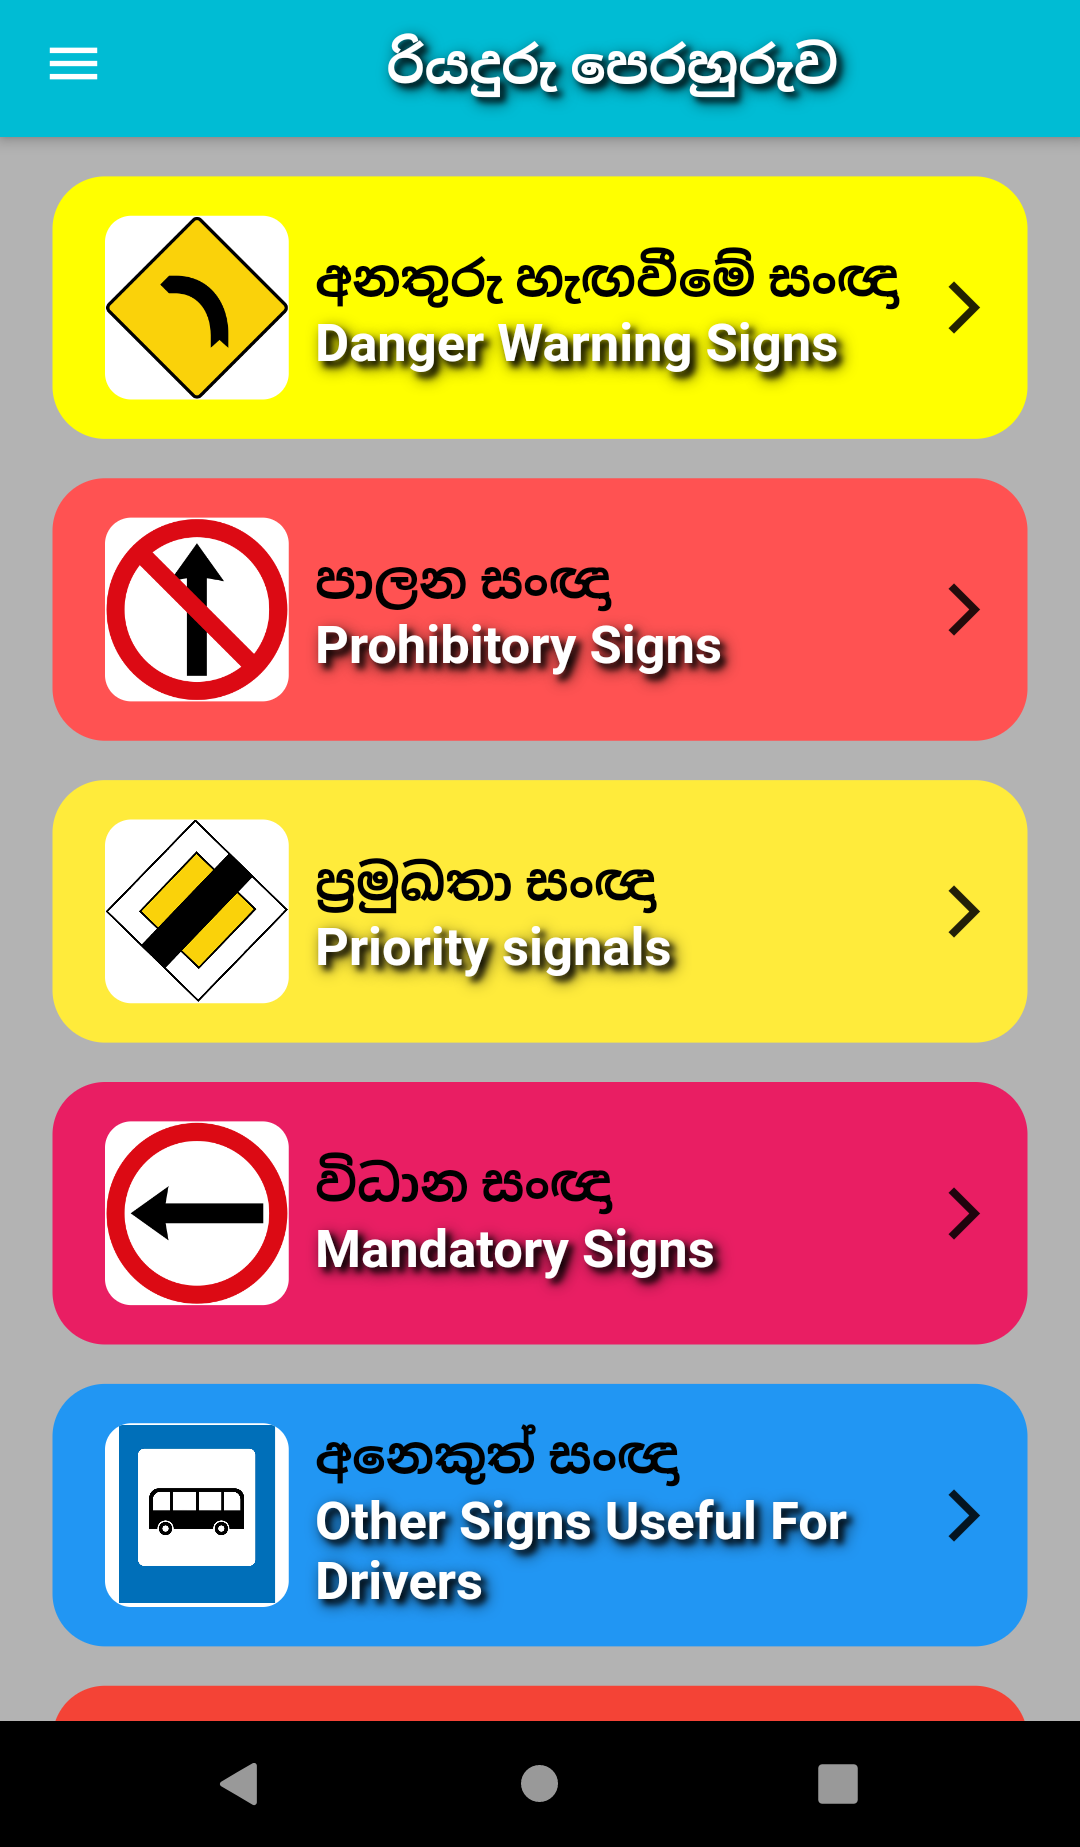 රියදුරු පෙරහුරුව
අනතුරු හැඟවීමේ සංඥා
Danger Warning Signs
පාලන සංඥා
Prohibitory Signs
ප්‍රමුඛතා සංඥා
Priority signals
විධාන සංඥා
Mandatory Signs
අනෙකුත් සංඥා
Other Signs Useful For
Drivers